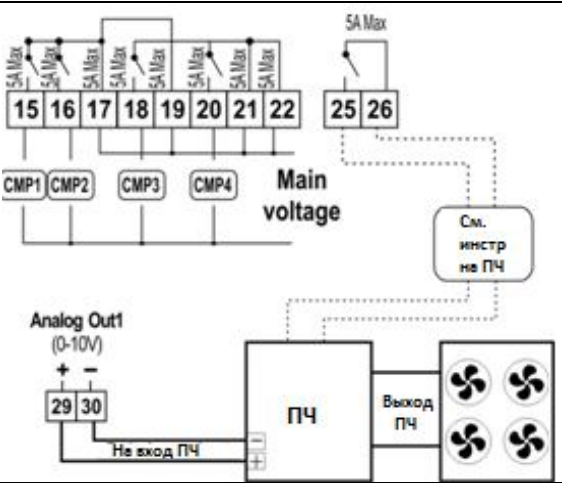 5A Max
5A Max 5A Max 5A Max 5A Max 5A Max 5A Max 5A Max
15 16 17 18 19 20 21 22 25 26
CMP1 CMP2 CMP3 CMP4 Main
voltage
См.
инстр
на ПЧ
Analog Out1
(0-10V)
+ −
29 30
ПЧ
Выход
ПЧ
На вход ПЧ
−
+